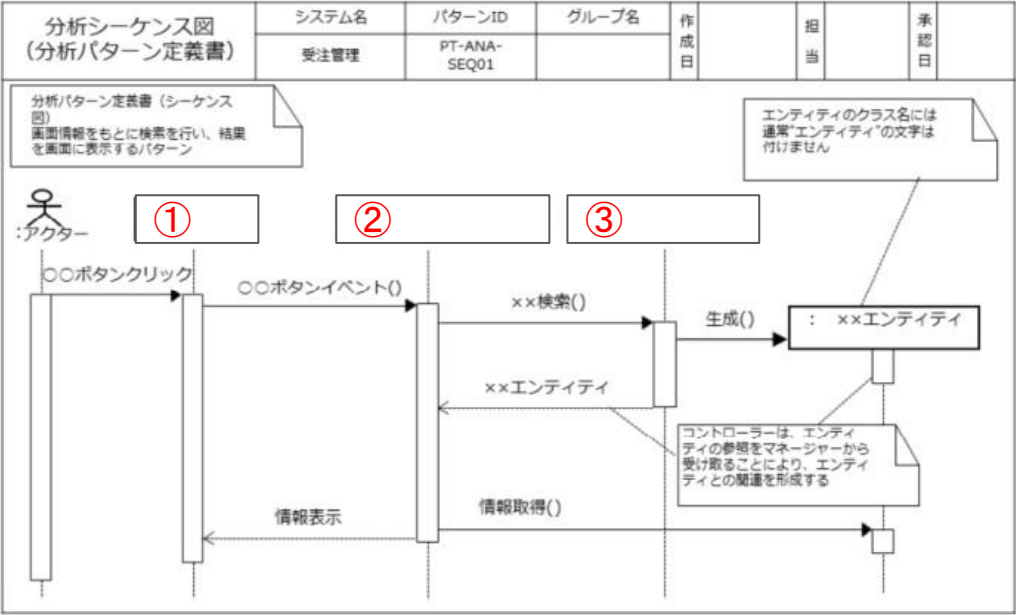 分析シーケンス図
(分析パターン定義書)
システム名
パターンID
グループ名
作成日
担当
承認日
受注管理
PT-ANA-
SEQ01
分析パターン定義書(シーケンス
図)
画面情報をもとに検索を行い、結果
を画面に表示するパターン
エンティティのクラス名には
通常"エンティティ"の文字は
付けません
:アクター
①
②
③
○○ボタンクリック
○○ボタンイベント()
××検索()
生成()
: ××エンティティ
××エンティティ
コントローラーは、エンティ
ティの参照をマネージャーから
受け取ることにより、エンティ
ティとの関連を形成する
情報表示
情報取得()